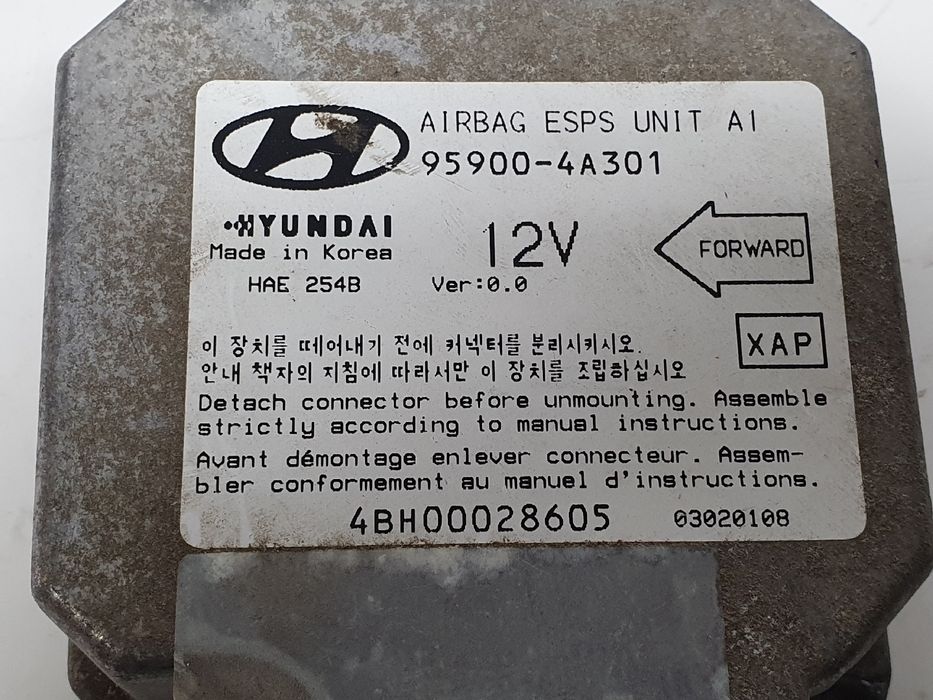 AIRBAG ESPS UNIT AI
95900-4A301
HYUNDAI
Made in Korea
HAE 254B
12V
Ver:0.0
FORWARD
XAP
이 장치를 떼어내기 전에 커넥터를 분리시키시오.
안내 책자의 지침에 따라서만 이 장치를 조립하십시오
Detach connector before unmounting. Assemble
strictly according to manual instructions.
Avant démontage enlever connecteur. Assem-
bler conformement au manuel d'instructions.
4BH00028605
03020108